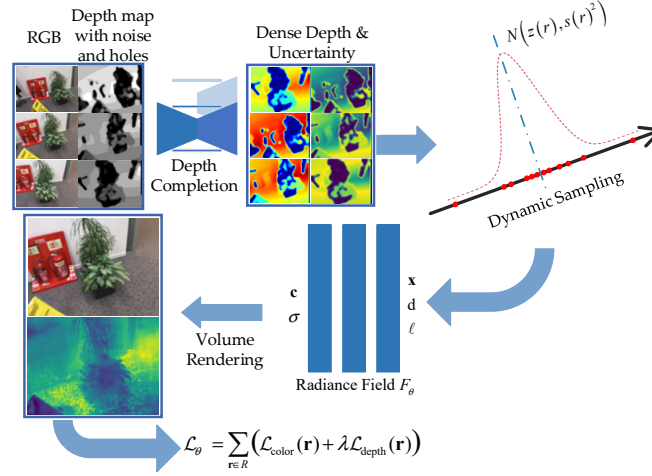 RGB
Depth map
with noise
and holes
Dense Depth &
Uncertainty
N(z(r), s(r)²)
Depth
Completion
Dynamic Sampling
c
σ
x
d
ℓ
Volume
Rendering
Radiance Field F_θ
ℒ_θ = ∑_{r∈R} (ℒ_color(r) + λℒ_depth(r))